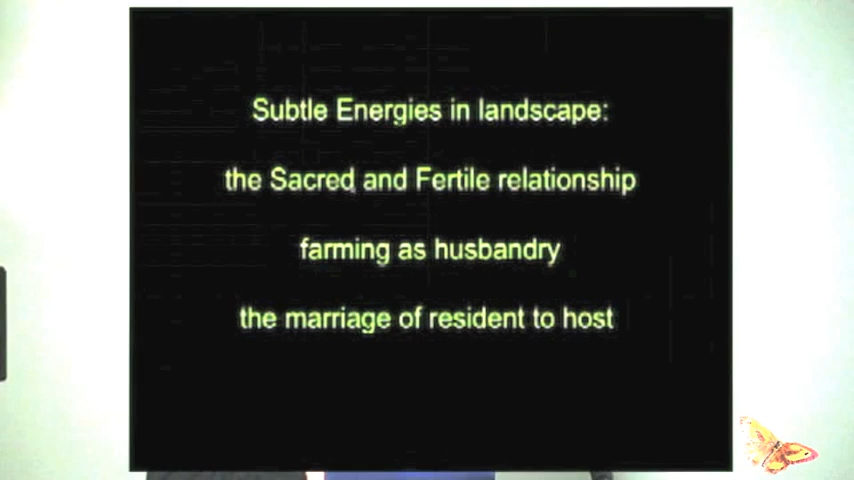 Subtle Energies in landscape:
the Sacred and Fertile relationship
farming as husbandry
the marriage of resident to host